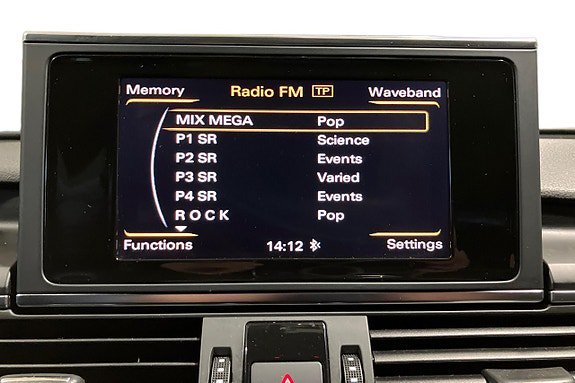 Memory Radio FM TP Waveband
MIX MEGA Pop
P1 SR Science
P2 SR Events
P3 SR Varied
P4 SR Events
R O C K Pop
Functions 14:12 Settings